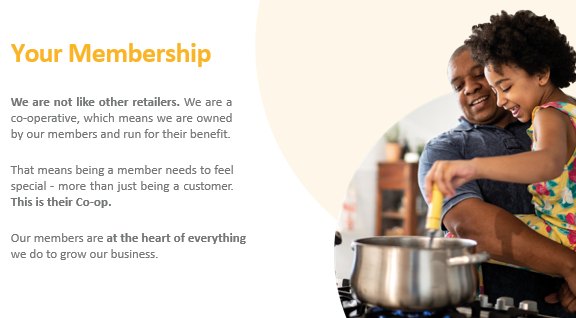 Your Membership
We are not like other retailers. We are a
co-operative, which means we are owned
by our members and run for their benefit.
That means being a member needs to feel
special - more than just being a customer.
This is their Co-op.
Our members are at the heart of everything
we do to grow our business.